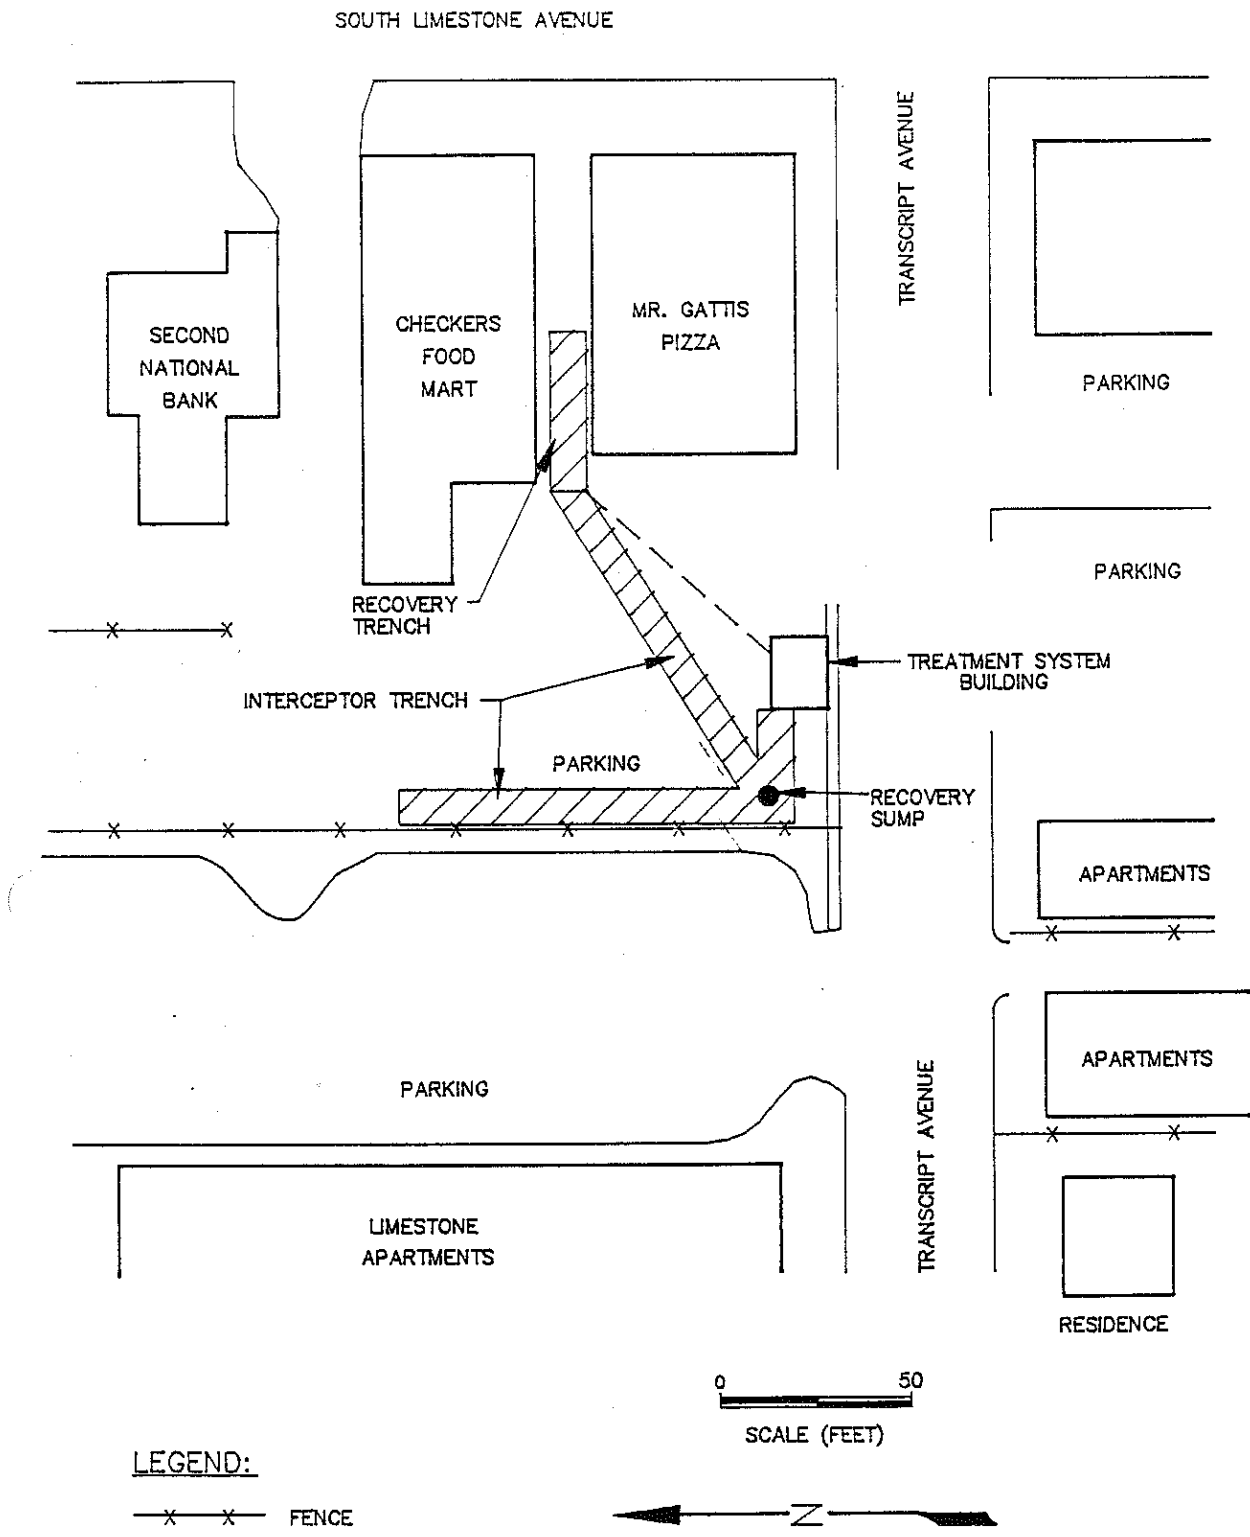 SOUTH LIMESTONE AVENUE
TRANSCRIPT AVENUE
SECOND
NATIONAL
BANK
CHECKERS
FOOD
MART
MR. GATTIS
PIZZA
PARKING
PARKING
RECOVERY
TRENCH
TREATMENT SYSTEM
BUILDING
INTERCEPTOR TRENCH
PARKING
RECOVERY
SUMP
APARTMENTS
APARTMENTS
PARKING
TRANSCRIPT AVENUE
LIMESTONE
APARTMENTS
RESIDENCE
0 50
SCALE (FEET)
LEGEND:
X X FENCE
N